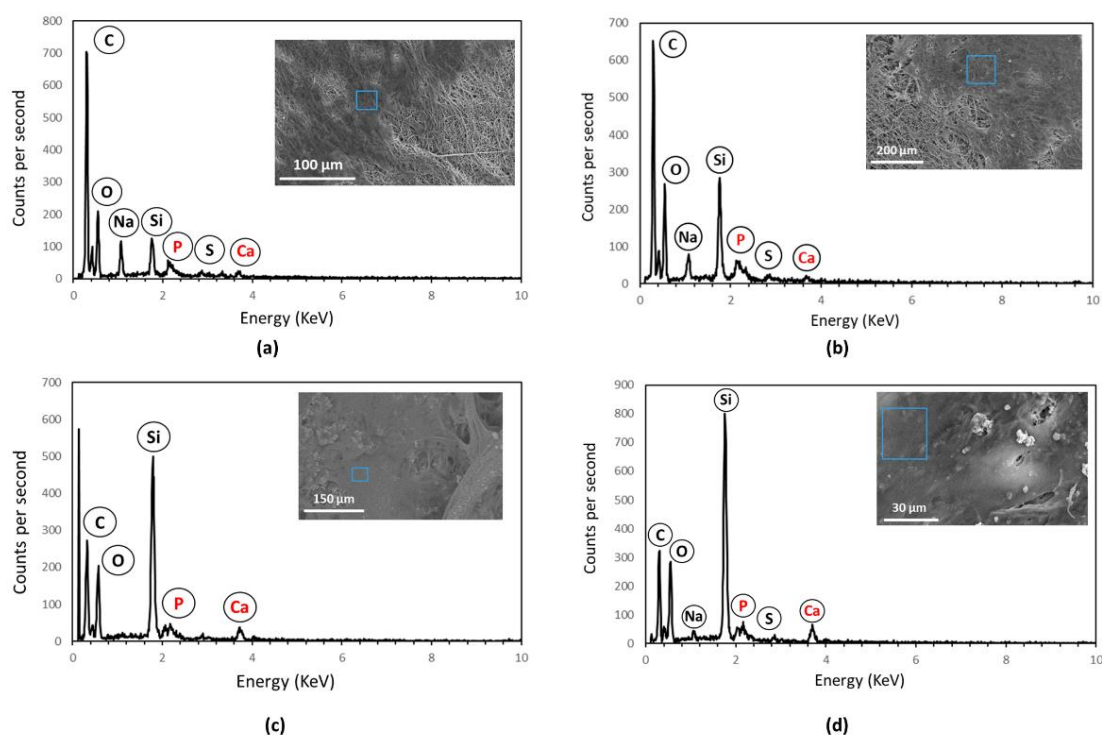 800
700
600
500
400
300
200
100
0
Counts per second
C
O
Na
Si
P
S
Ca
100 µm
0 2 4 6 8 10
Energy (KeV)
(a)
700
600
500
400
300
200
100
0
Counts per second
C
O
Na
Si
P
S
Ca
200 µm
0 2 4 6 8 10
Energy (KeV)
(b)
700
600
500
400
300
200
100
0
Counts per second
C
O
Si
P
Ca
150 µm
0 2 4 6 8 10
Energy (KeV)
(c)
900
800
700
600
500
400
300
200
100
0
Counts per second
C
O
Na
Si
P
S
Ca
30 µm
0 2 4 6 8 10
Energy (KeV)
(d)